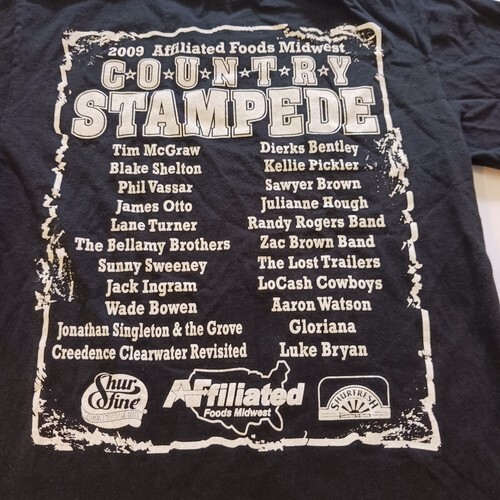 2009 Affiliated Foods Midwest
C★O★U★N★T★R★Y
STAMPEDE
Tim McGraw
Blake Shelton
Phil Vassar
James Otto
Lane Turner
The Bellamy Brothers
Sunny Sweeney
Jack Ingram
Wade Bowen
Jonathan Singleton & the Grove
Creedence Clearwater Revisited
Dierks Bentley
Kellie Pickler
Sawyer Brown
Julianne Hough
Randy Rogers Band
Zac Brown Band
The Lost Trailers
LoCash Cowboys
Aaron Watson
Gloriana
Luke Bryan
Shur
Fine
Affiliated
Foods Midwest
SHURFRESH